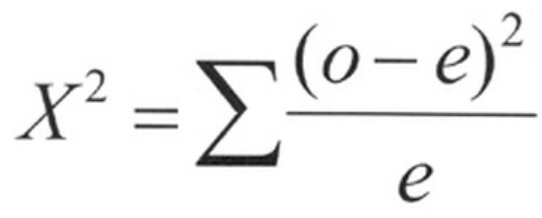 X² = ∑ (o − e)² / e